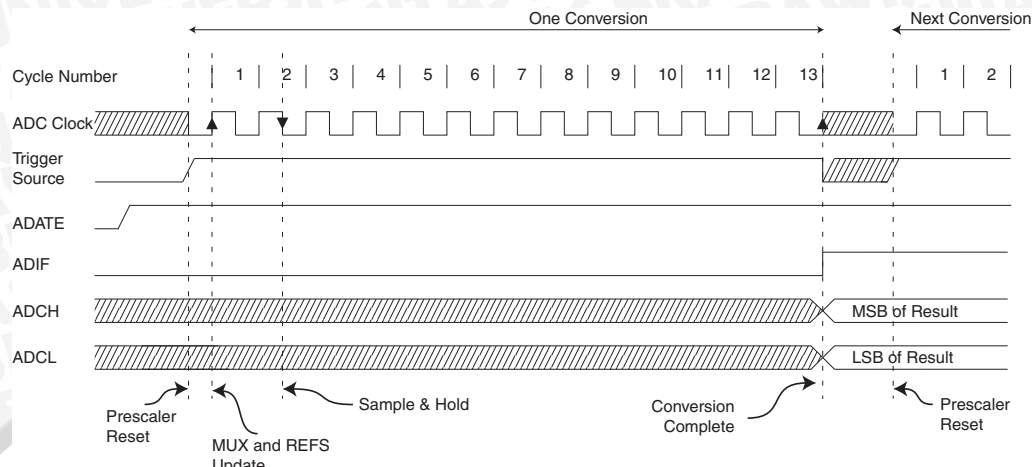 One Conversion
Next Conversion
Cycle Number
1 2 3 4 5 6 7 8 9 10 11 12 13 1 2
ADC Clock
Trigger
Source
ADATE
ADIF
ADCH
MSB of Result
ADCL
LSB of Result
Prescaler
Reset
MUX and REFS
Update
Sample & Hold
Conversion
Complete
Prescaler
Reset